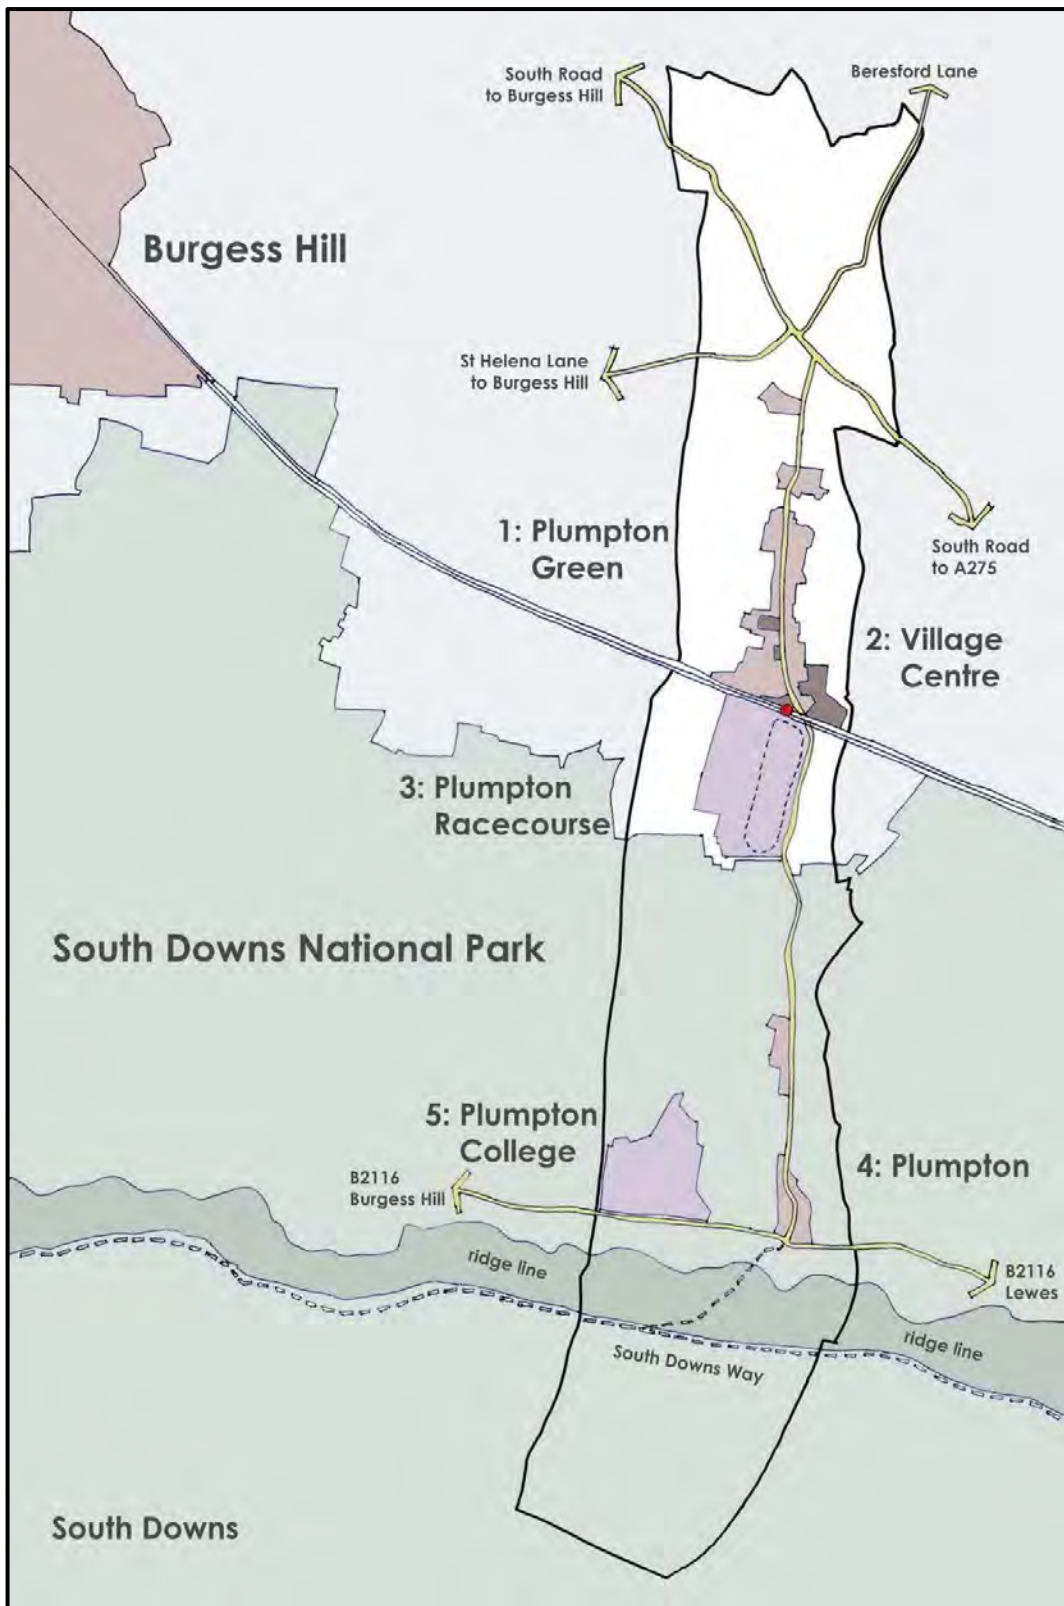 South Road
to Burgess Hill
Beresford Lane
Burgess Hill
St Helena Lane
to Burgess Hill
1: Plumpton
Green
South Road
to A275
2: Village
Centre
3: Plumpton
Racecourse
South Downs National Park
5: Plumpton
College
4: Plumpton
B2116
Burgess Hill
ridge line
B2116
Lewes
ridge line
South Downs Way
South Downs